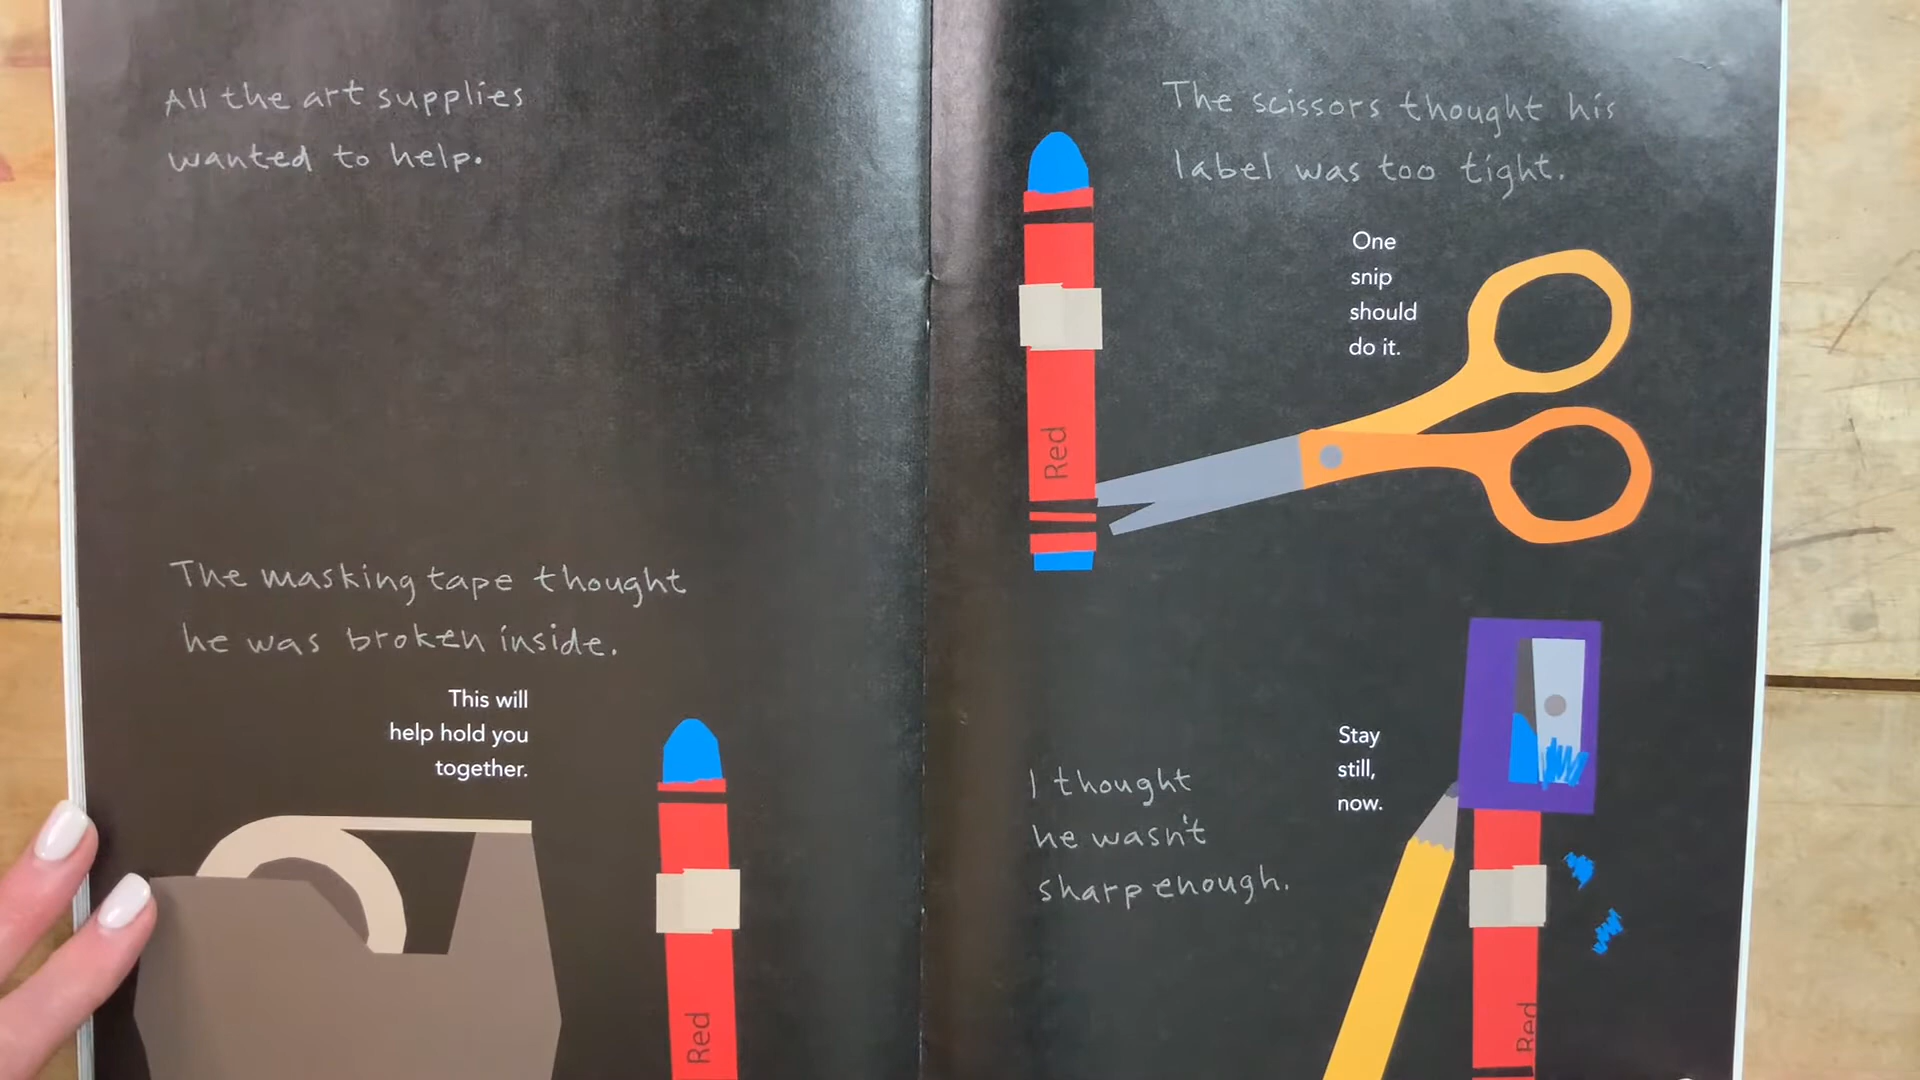 All the art supplies
wanted to help.
The masking tape thought
he was broken inside.
This will
help hold you
together.
Red
The scissors thought his
label was too tight.
One
snip
should
do it.
Red
I thought
he wasn't
sharp enough.
Stay
still,
now.
Red